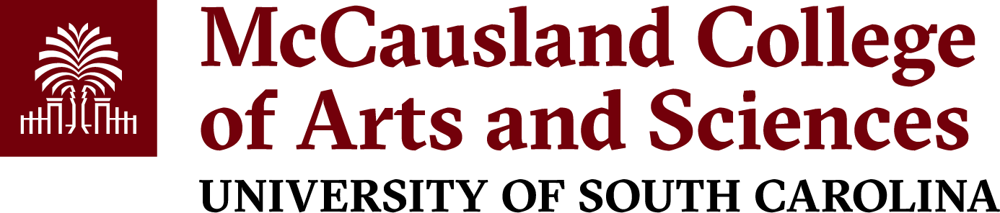 McCausland College
of Arts and Sciences
UNIVERSITY OF SOUTH CAROLINA